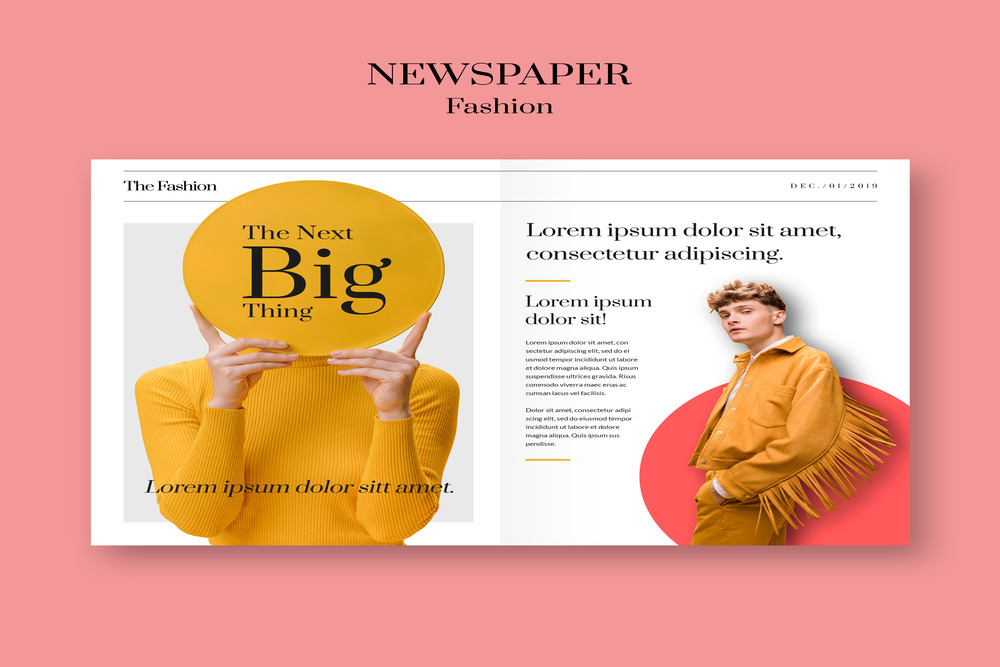 NEWSPAPER
Fashion
The Fashion
DEC./01/2019
The Next
Big
Thing
Lorem ipsum dolor sitt amet.
Lorem ipsum dolor sit amet,
consectetur adipiscing.
Lorem ipsum
dolor sit!
Lorem ipsum dolor sit amet, con
sectetur adipiscing elit, sed do ei
usmod tempor incididunt ut labore
et dolore magna aliqua. Quis ipsum
suspendisse ultrices gravida. Risus
commodo viverra maec enas ac
cumsan lacus vel facilisis.
Dolor sit amet, consectetur adipi
scing elit, sed do eiusmod tempor
incididunt ut labore et dolore
magna aliqua. Quis ipsum sus
pendisse.